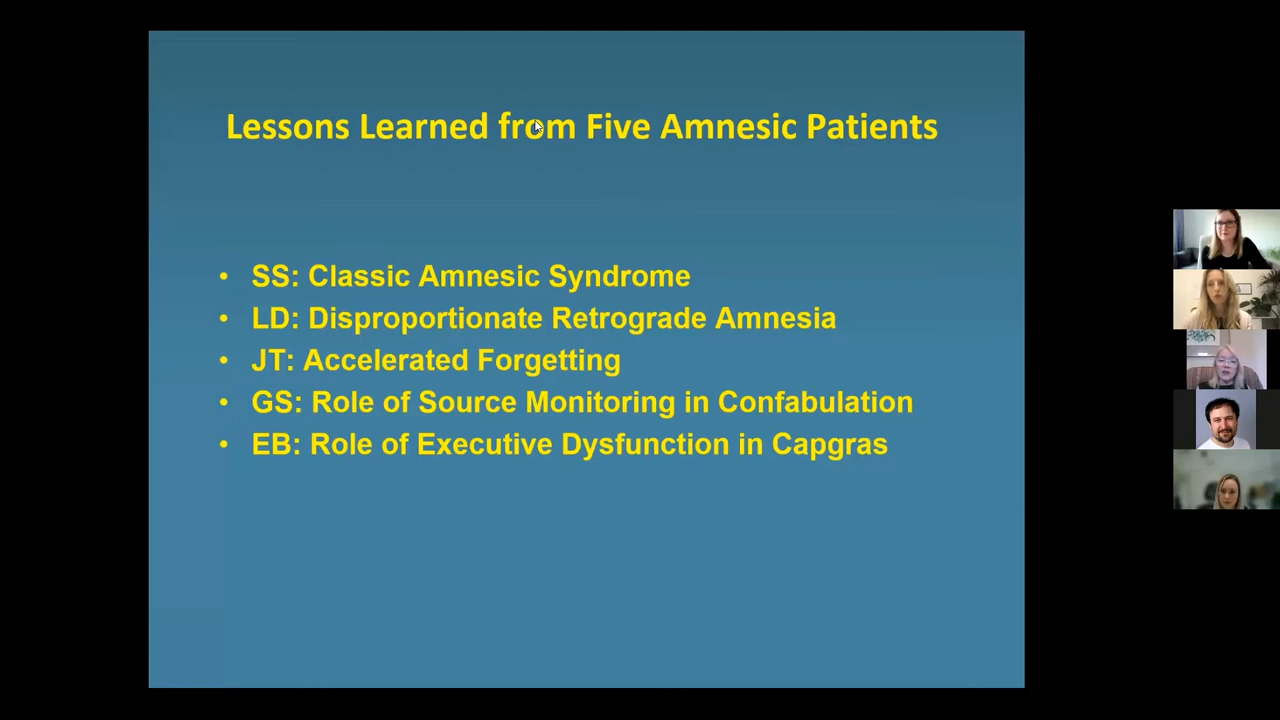 Lessons Learned from Five Amnesic Patients
• SS: Classic Amnesic Syndrome
• LD: Disproportionate Retrograde Amnesia
• JT: Accelerated Forgetting
• GS: Role of Source Monitoring in Confabulation
• EB: Role of Executive Dysfunction in Capgras